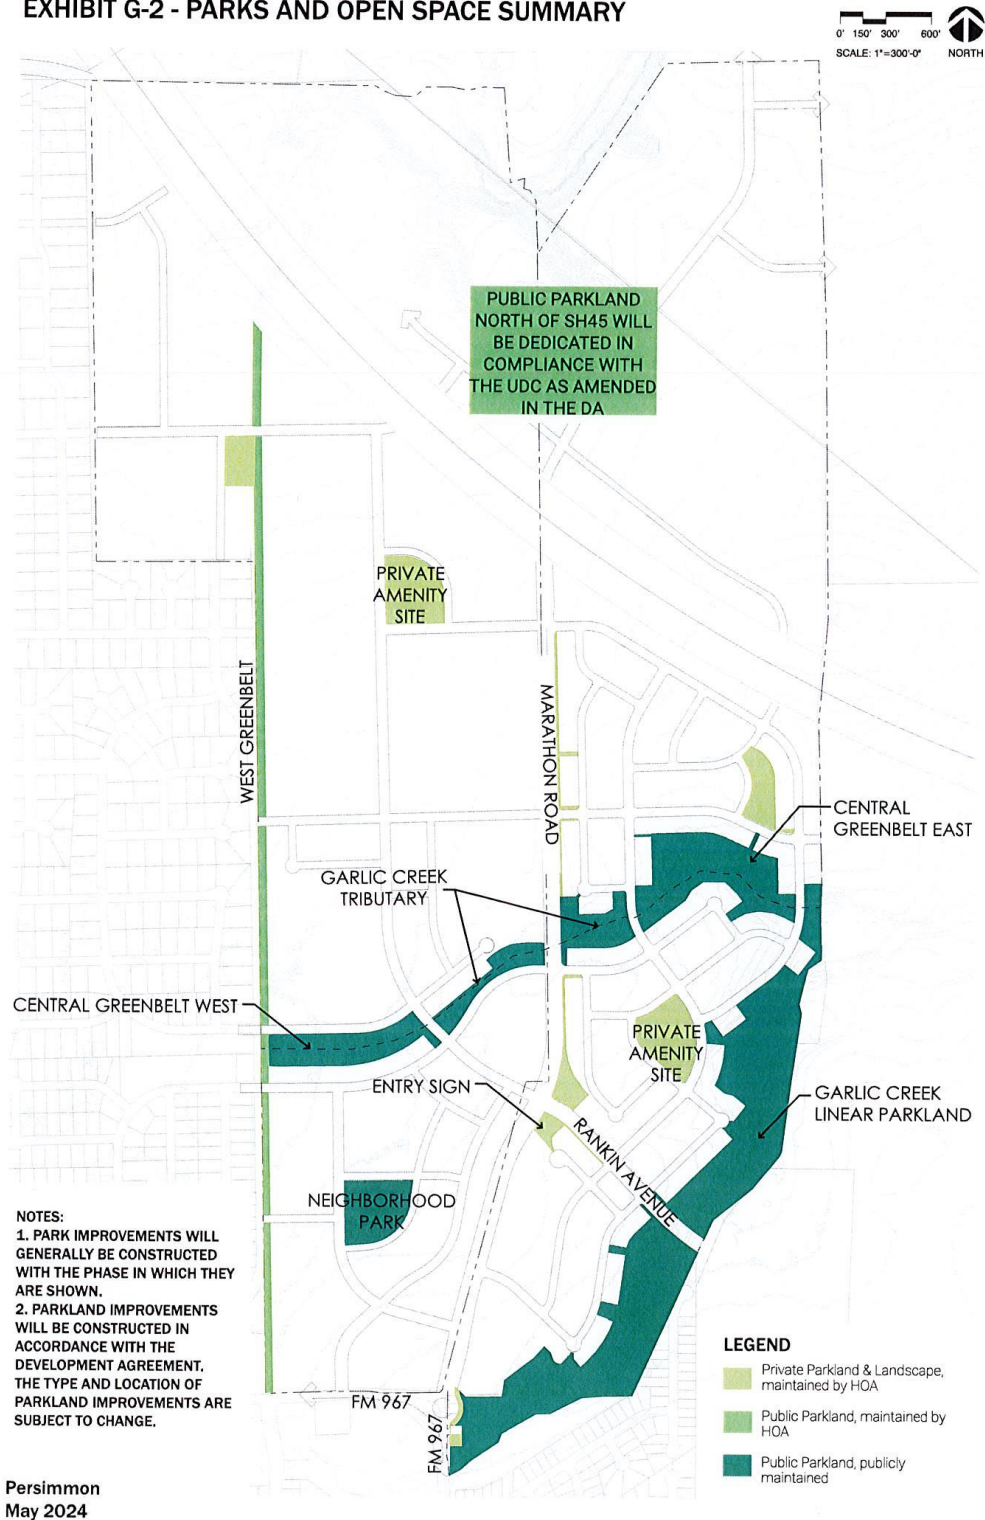 EXHIBIT G-2 - PARKS AND OPEN SPACE SUMMARY
0' 150' 300' 600'
SCALE: 1"=300'-0"
NORTH
PUBLIC PARKLAND
NORTH OF SH45 WILL
BE DEDICATED IN
COMPLIANCE WITH
THE UDC AS AMENDED
IN THE DA
PRIVATE
AMENITY
SITE
WEST GREENBELT
MARATHON ROAD
CENTRAL
GREENBELT EAST
GARLIC CREEK
TRIBUTARY
CENTRAL GREENBELT WEST
PRIVATE
AMENITY
SITE
ENTRY SIGN
GARLIC CREEK
LINEAR PARKLAND
RANKIN AVENUE
NEIGHBORHOOD
PARK
NOTES:
1. PARK IMPROVEMENTS WILL
GENERALLY BE CONSTRUCTED
WITH THE PHASE IN WHICH THEY
ARE SHOWN.
2. PARKLAND IMPROVEMENTS
WILL BE CONSTRUCTED IN
ACCORDANCE WITH THE
DEVELOPMENT AGREEMENT.
THE TYPE AND LOCATION OF
PARKLAND IMPROVEMENTS ARE
SUBJECT TO CHANGE.
FM 967
FM 967
LEGEND
Private Parkland & Landscape,
maintained by HOA
Public Parkland, maintained by
HOA
Public Parkland, publicly
maintained
Persimmon
May 2024